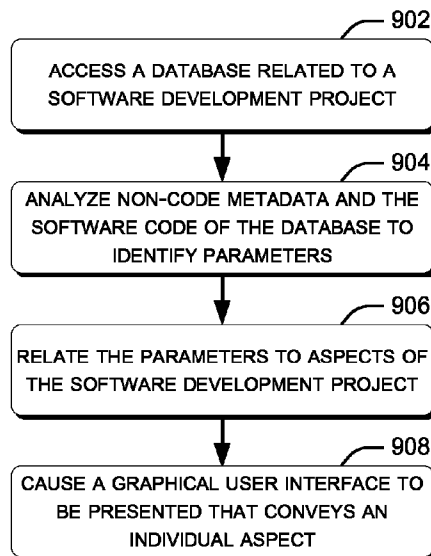 902
ACCESS A DATABASE RELATED TO A
SOFTWARE DEVELOPMENT PROJECT
904
ANALYZE NON-CODE METADATA AND THE
SOFTWARE CODE OF THE DATABASE TO
IDENTIFY PARAMETERS
906
RELATE THE PARAMETERS TO ASPECTS OF
THE SOFTWARE DEVELOPMENT PROJECT
908
CAUSE A GRAPHICAL USER INTERFACE TO
BE PRESENTED THAT CONVEYS AN
INDIVIDUAL ASPECT